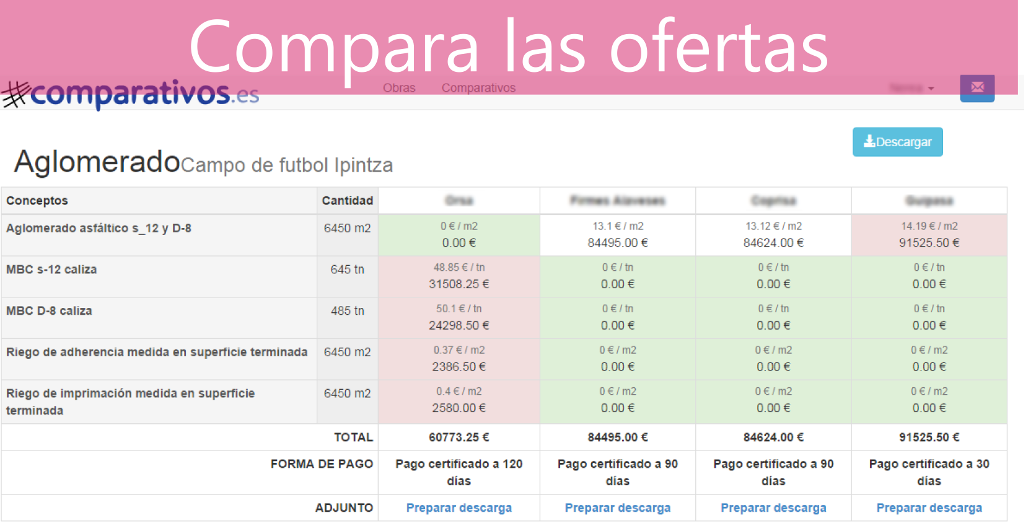 Compara las ofertas
#comparativos.es
Obras Comparativos
Descargar
Aglomerado Campo de futbol Ipintza
Conceptos Cantidad
Aglomerado asfáltico s_12 y D-8 6450 m2 0 € / m2 13.1 € / m2 13.12 € / m2 14.19 € / m2
0.00 € 84495.00 € 84624.00 € 91525.50 €
MBC s-12 caliza 645 tn 48.85 € / tn 0 € / tn 0 € / tn 0 € / tn
31508.25 € 0.00 € 0.00 € 0.00 €
MBC D-8 caliza 485 tn 50.1 € / tn 0 € / tn 0 € / tn 0 € / tn
24298.50 € 0.00 € 0.00 € 0.00 €
Riego de adherencia medida en superficie terminada 6450 m2 0.37 € / m2 0 € / m2 0 € / m2 0 € / m2
2386.50 € 0.00 € 0.00 € 0.00 €
Riego de imprimación medida en superficie 6450 m2 0.4 € / m2 0 € / m2 0 € / m2 0 € / m2
terminada 2580.00 € 0.00 € 0.00 € 0.00 €
TOTAL 60773.25 € 84495.00 € 84624.00 € 91525.50 €
FORMA DE PAGO Pago certificado a 120 Pago certificado a 90 Pago certificado a 90 Pago certificado a 30
días días días días
ADJUNTO Preparar descarga Preparar descarga Preparar descarga Preparar descarga